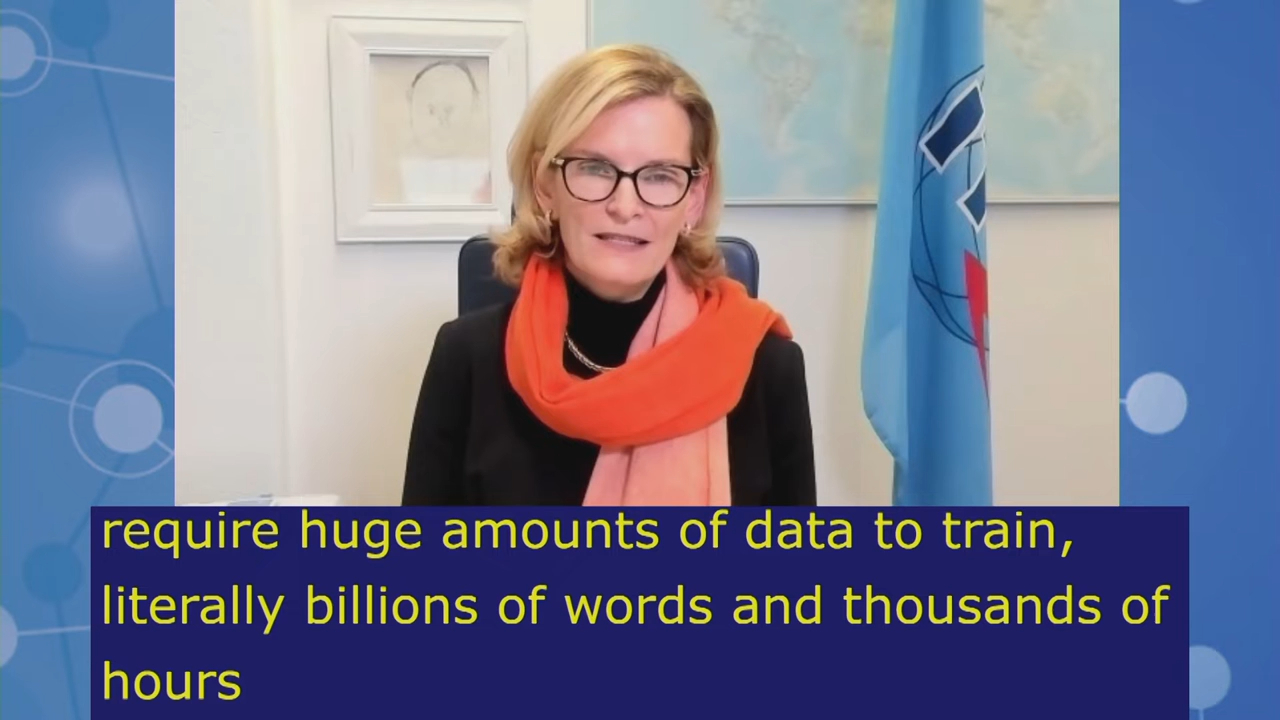 require huge amounts of data to train,
literally billions of words and thousands of
hours